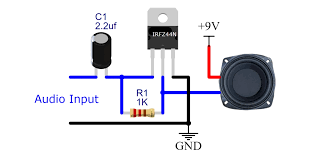 C1
2.2uf
IRFZ44N
+9V
Audio Input
R1
1K
GND